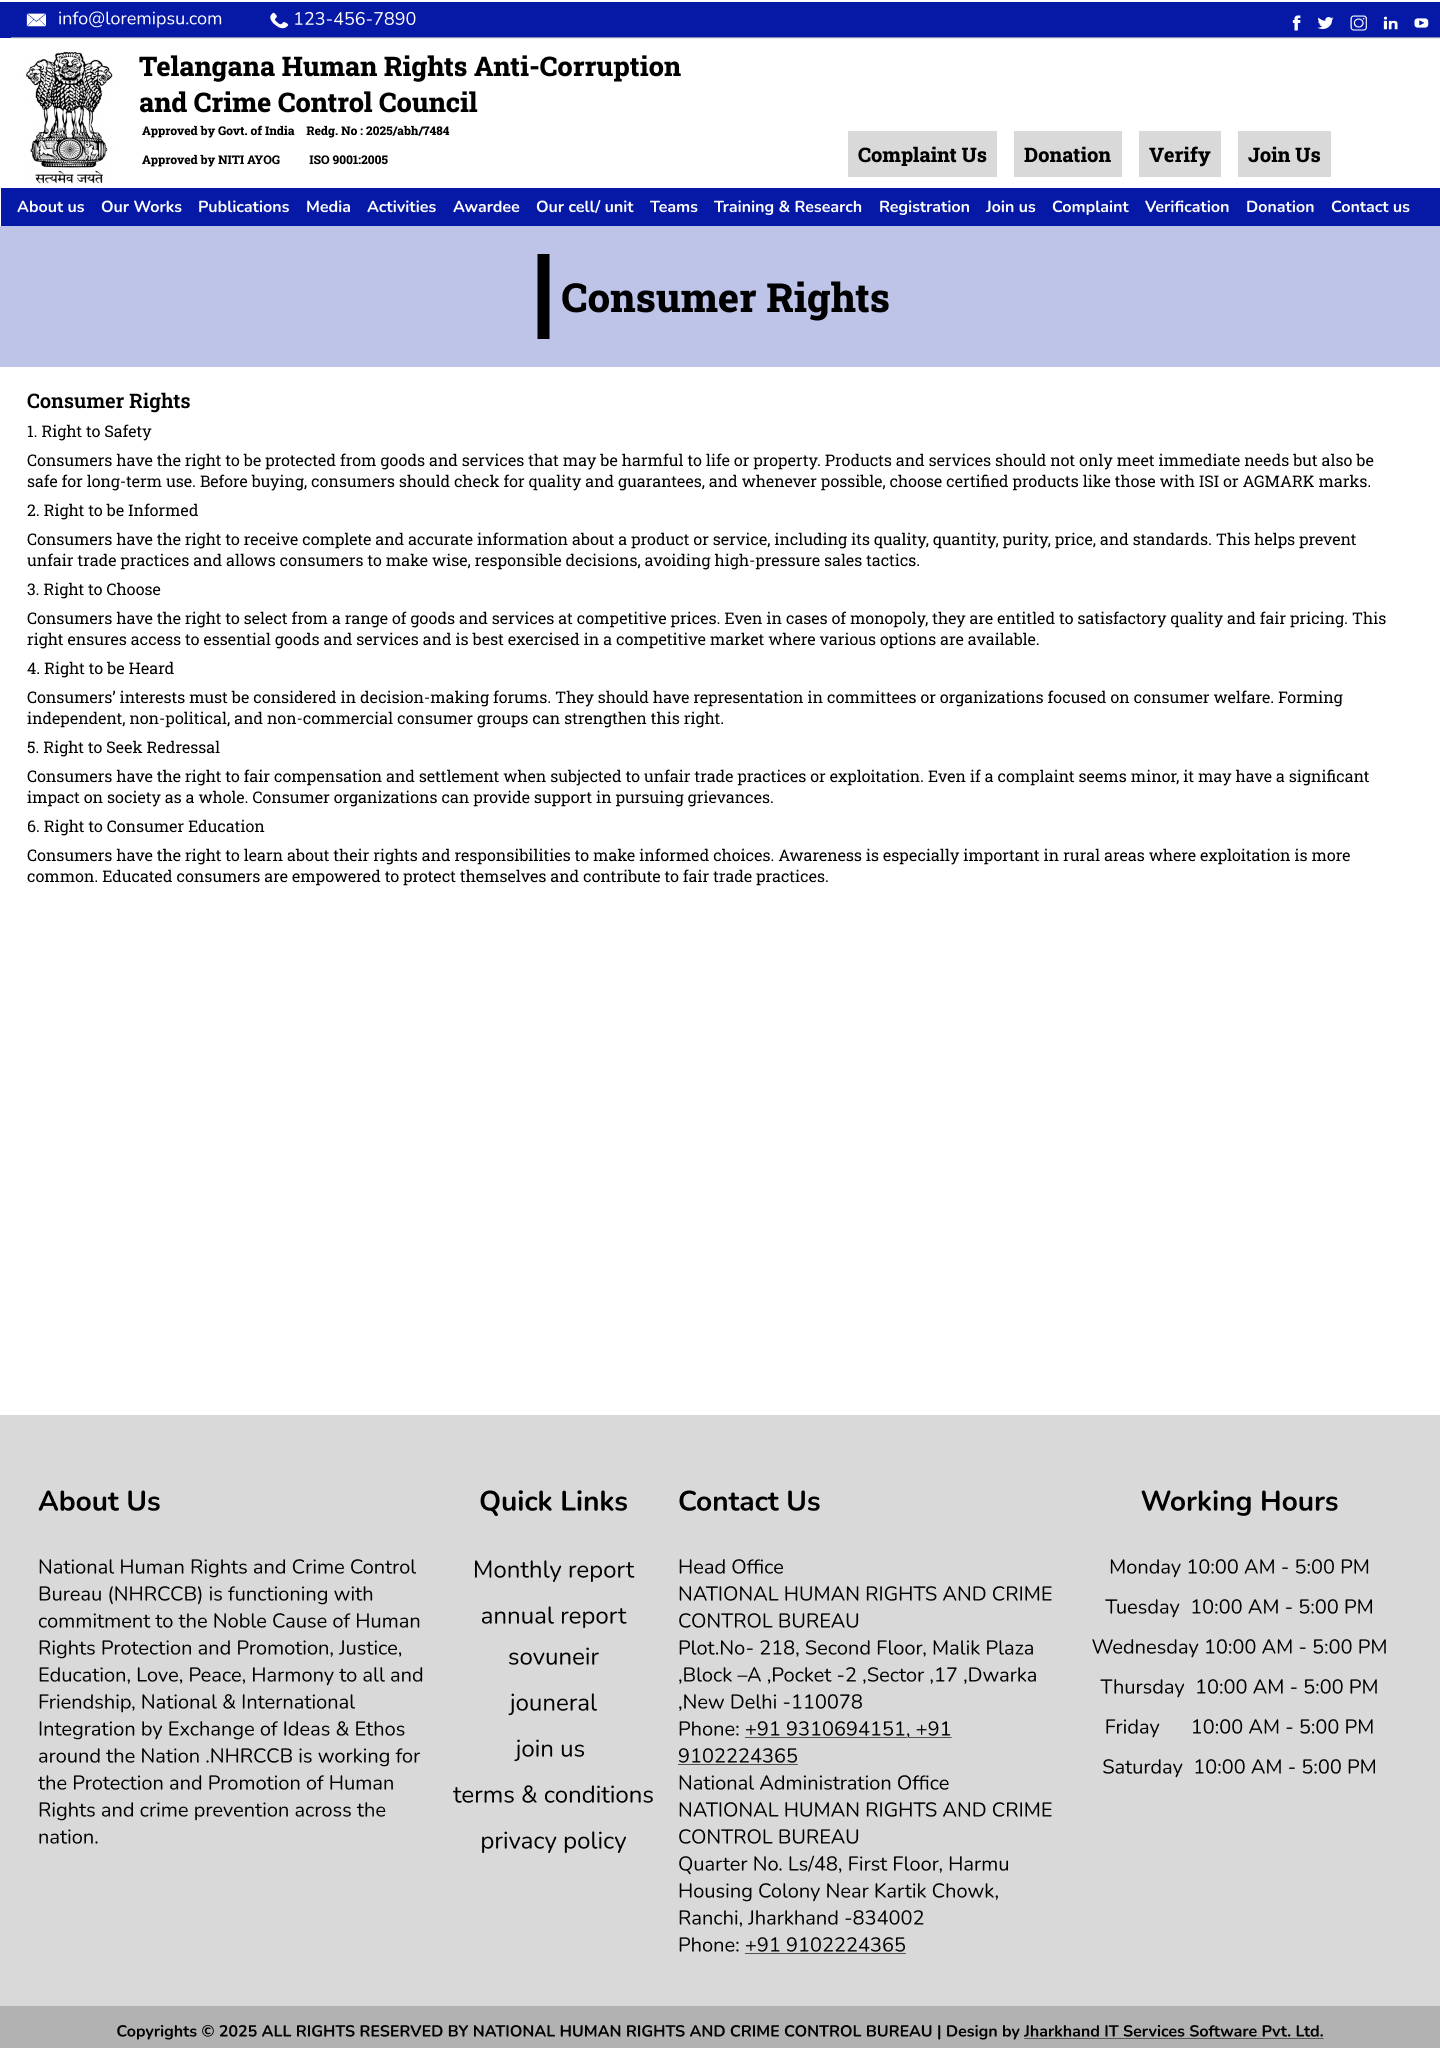 info@loremipsu.com 123-456-7890
Telangana Human Rights Anti-Corruption
and Crime Control Council
Approved by Govt. of India Redg. No : 2025/abh/7484
Approved by NITI AYOG ISO 9001:2005
सत्यमेव जयते
Complaint Us Donation Verify Join Us
About us Our Works Publications Media Activities Awardee Our cell/ unit Teams Training & Research Registration Join us Complaint Verification Donation Contact us
Consumer Rights
Consumer Rights
1. Right to Safety
Consumers have the right to be protected from goods and services that may be harmful to life or property. Products and services should not only meet immediate needs but also be
safe for long-term use. Before buying, consumers should check for quality and guarantees, and whenever possible, choose certified products like those with ISI or AGMARK marks.
2. Right to be Informed
Consumers have the right to receive complete and accurate information about a product or service, including its quality, quantity, purity, price, and standards. This helps prevent
unfair trade practices and allows consumers to make wise, responsible decisions, avoiding high-pressure sales tactics.
3. Right to Choose
Consumers have the right to select from a range of goods and services at competitive prices. Even in cases of monopoly, they are entitled to satisfactory quality and fair pricing. This
right ensures access to essential goods and services and is best exercised in a competitive market where various options are available.
4. Right to be Heard
Consumers’ interests must be considered in decision-making forums. They should have representation in committees or organizations focused on consumer welfare. Forming
independent, non-political, and non-commercial consumer groups can strengthen this right.
5. Right to Seek Redressal
Consumers have the right to fair compensation and settlement when subjected to unfair trade practices or exploitation. Even if a complaint seems minor, it may have a significant
impact on society as a whole. Consumer organizations can provide support in pursuing grievances.
6. Right to Consumer Education
Consumers have the right to learn about their rights and responsibilities to make informed choices. Awareness is especially important in rural areas where exploitation is more
common. Educated consumers are empowered to protect themselves and contribute to fair trade practices.
About Us
National Human Rights and Crime Control
Bureau (NHRCCB) is functioning with
commitment to the Noble Cause of Human
Rights Protection and Promotion, Justice,
Education, Love, Peace, Harmony to all and
Friendship, National & International
Integration by Exchange of Ideas & Ethos
around the Nation .NHRCCB is working for
the Protection and Promotion of Human
Rights and crime prevention across the
nation.
Quick Links
Monthly report
annual report
sovuneir
jouneral
join us
terms & conditions
privacy policy
Contact Us
Head Office
NATIONAL HUMAN RIGHTS AND CRIME
CONTROL BUREAU
Plot.No- 218, Second Floor, Malik Plaza
,Block –A ,Pocket -2 ,Sector ,17 ,Dwarka
,New Delhi -110078
Phone: +91 9310694151, +91
9102224365
National Administration Office
NATIONAL HUMAN RIGHTS AND CRIME
CONTROL BUREAU
Quarter No. Ls/48, First Floor, Harmu
Housing Colony Near Kartik Chowk,
Ranchi, Jharkhand -834002
Phone: +91 9102224365
Working Hours
Monday 10:00 AM - 5:00 PM
Tuesday 10:00 AM - 5:00 PM
Wednesday 10:00 AM - 5:00 PM
Thursday 10:00 AM - 5:00 PM
Friday 10:00 AM - 5:00 PM
Saturday 10:00 AM - 5:00 PM
Copyrights © 2025 ALL RIGHTS RESERVED BY NATIONAL HUMAN RIGHTS AND CRIME CONTROL BUREAU | Design by Jharkhand IT Services Software Pvt. Ltd.